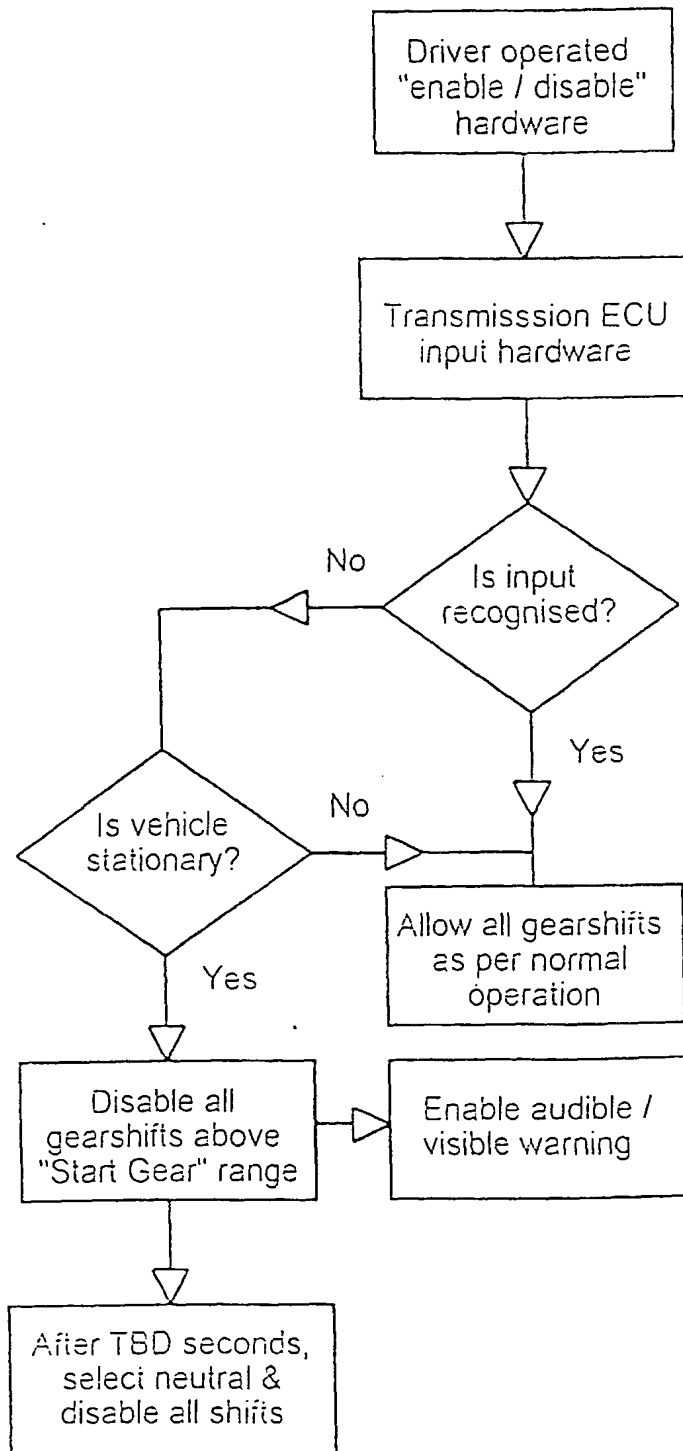 Driver operated
"enable / disable"
hardware
Transmisssion ECU
input hardware
No
Is input
recognised?
Yes
Is vehicle
stationary?
No
Allow all gearshifts
as per normal
operation
Yes
Disable all
gearshifts above
"Start Gear" range
Enable audible /
visible warning
After TBD seconds,
select neutral &
disable all shifts